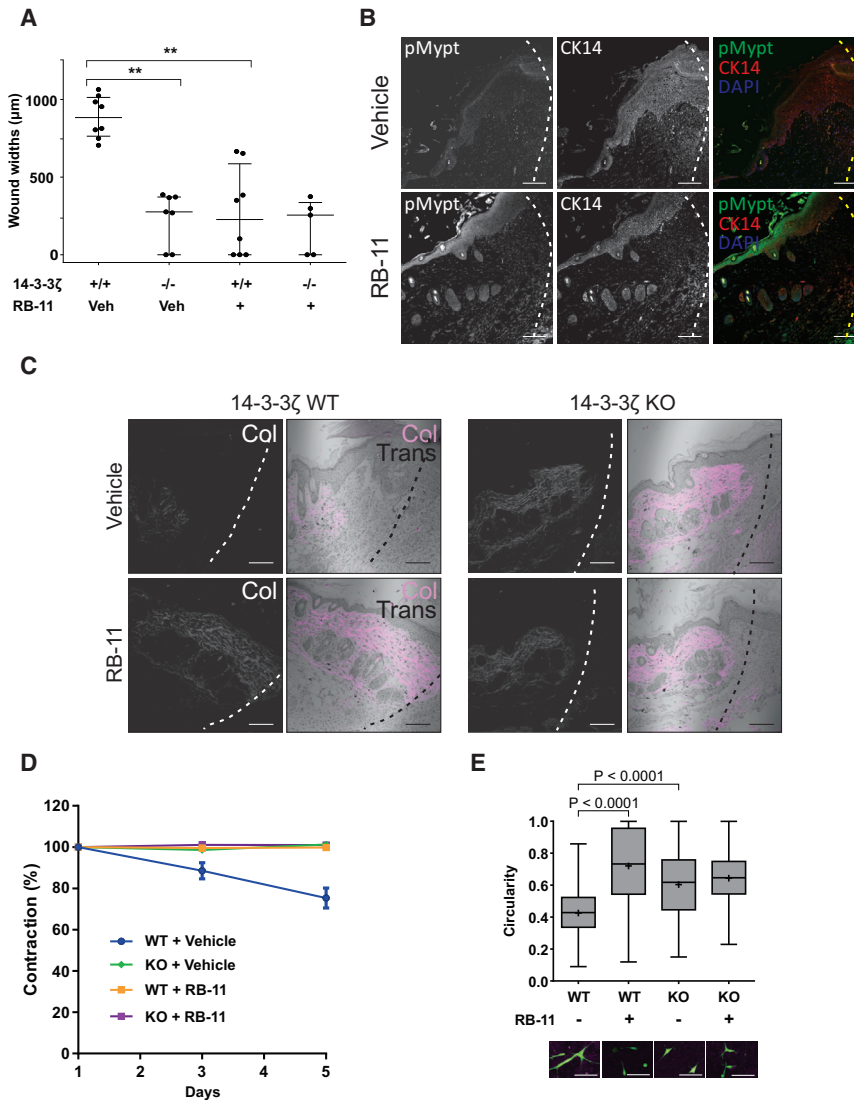 A
**
**
Wound widths (μm)
1000
500
0
14-3-3ζ +/+ -/- +/+ -/-
RB-11 Veh Veh + +
B
Vehicle
pMypt
CK14
pMypt
CK14
DAPI
RB-11
pMypt
CK14
pMypt
CK14
DAPI
C
14-3-3ζ WT
14-3-3ζ KO
Vehicle
Col
Col
Trans
RB-11
Col
Col
Trans
D
Contraction (%)
120
100
80
60
40
20
0
WT + Vehicle
KO + Vehicle
WT + RB-11
KO + RB-11
1 2 3 4 5
Days
E
P < 0.0001
P < 0.0001
Circularity
1.0
0.8
0.6
0.4
0.2
0.0
WT WT KO KO
RB-11 - + - +